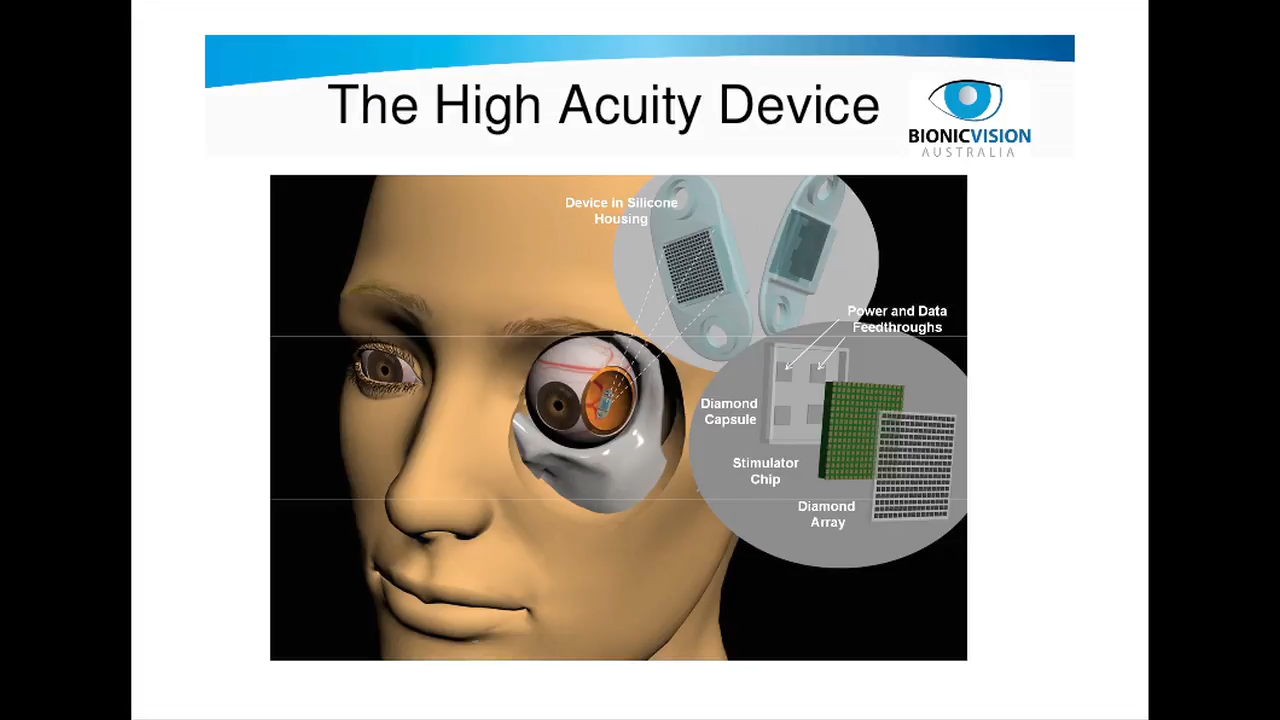 The High Acuity Device
BIONICVISION
AUSTRALIA
Device in Silicone
Housing
Power and Data
Feedthroughs
Diamond
Capsule
Stimulator
Chip
Diamond
Array